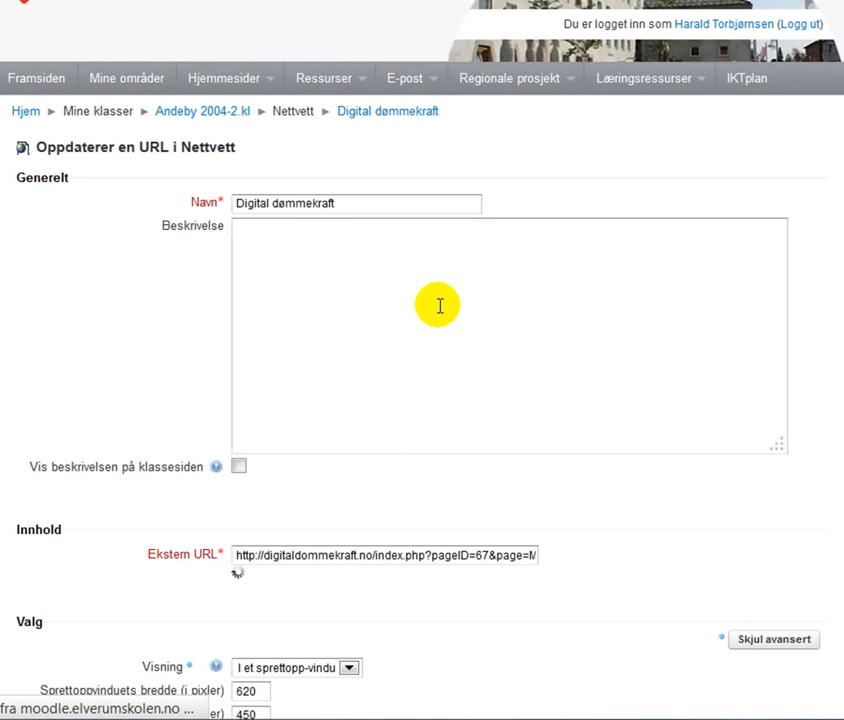 Du er logget inn som Harald Torbjørnsen (Logg ut)
Framsiden Mine områder Hjemmesider Ressurser E-post Regionale prosjekt Læringsressurser IKTplan
Hjem ► Mine klasser ► Andeby 2004-2.kl ► Nettvett ► Digital dømmekraft
Oppdaterer en URL i Nettvett
Generelt
Navn* Digital dømmekraft
Beskrivelse
Vis beskrivelsen på klassesiden
Innhold
Ekstern URL* http://digitaldommekraft.no/index.php?pageID=67&page=
Valg
Skjul avansert
Visning I et sprettopp-vindu
Sprettoppvinduets bredde (i pixler) 620
fra moodle.elverumskolen.no ... er) 450